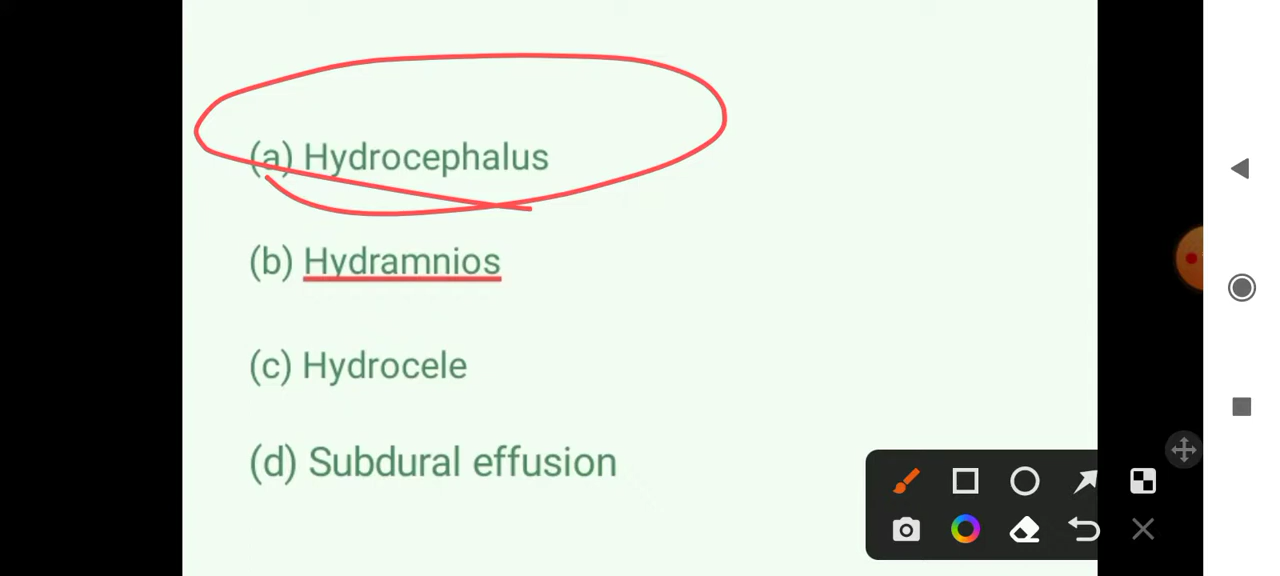 (a) Hydrocephalus
(b) Hydramnios
(c) Hydrocele
(d) Subdural effusion